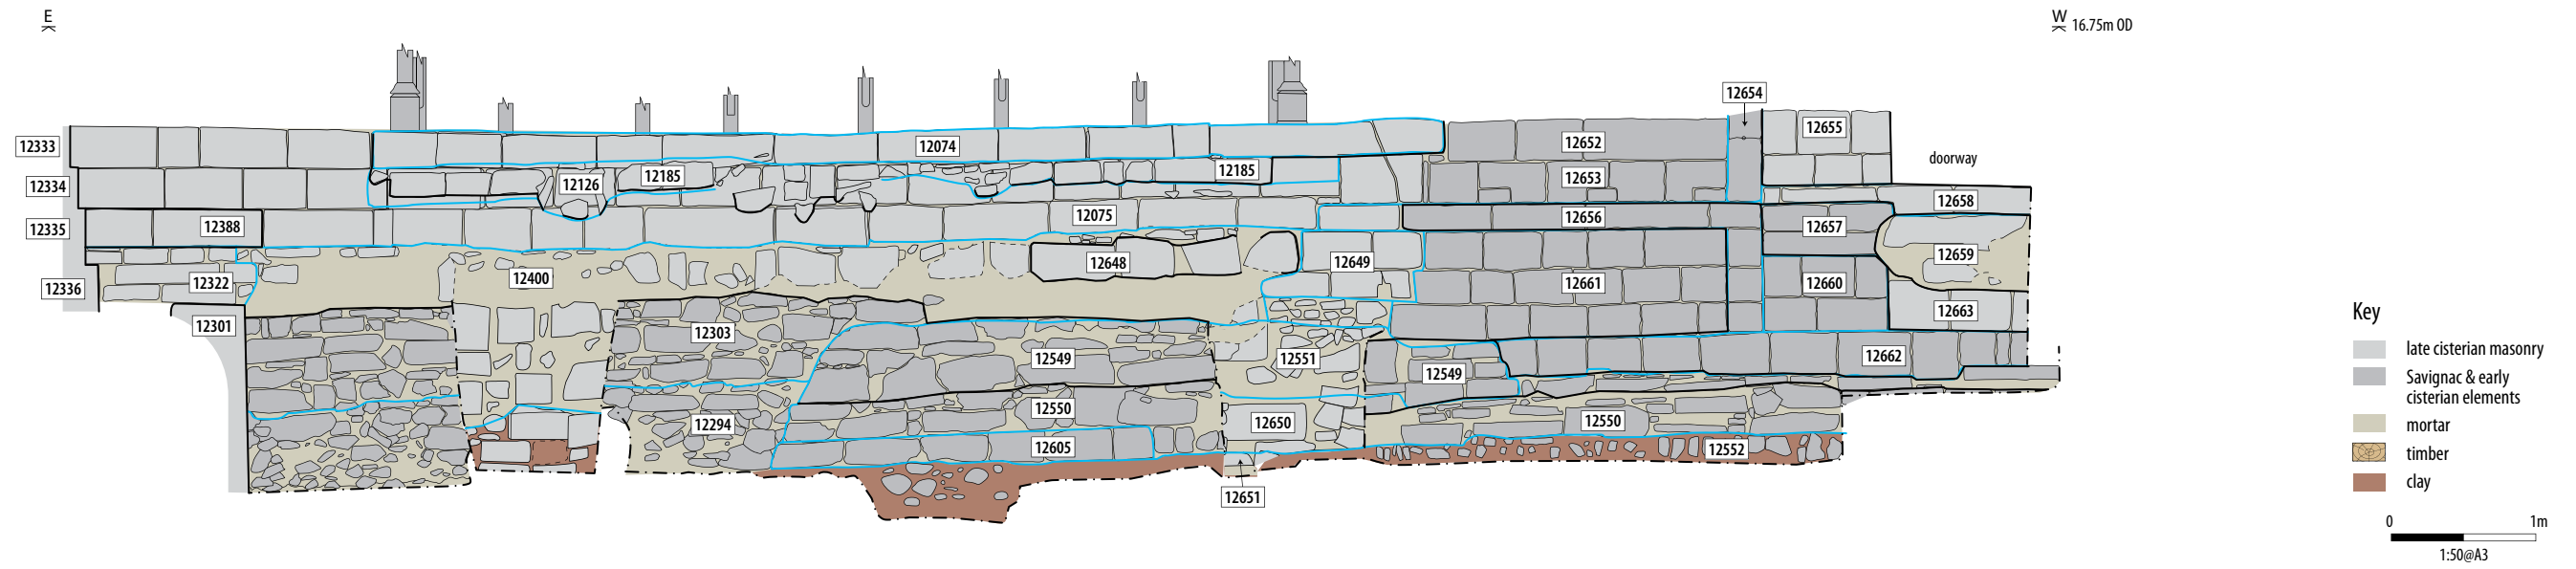 E
W
16.75m OD
12654
12333
12074
12652
12655
doorway
12334
12126
12185
12185
12653
12658
12335
12388
12075
12656
12657
12659
12336
12322
12400
12648
12649
12661
12660
12663
12301
12303
12549
12551
12549
12662
12294
12550
12650
12550
12605
12552
12651
Key
late cisterian masonry
Savignac & early
cisterian elements
mortar
timber
clay
0 1m
1:50@A3